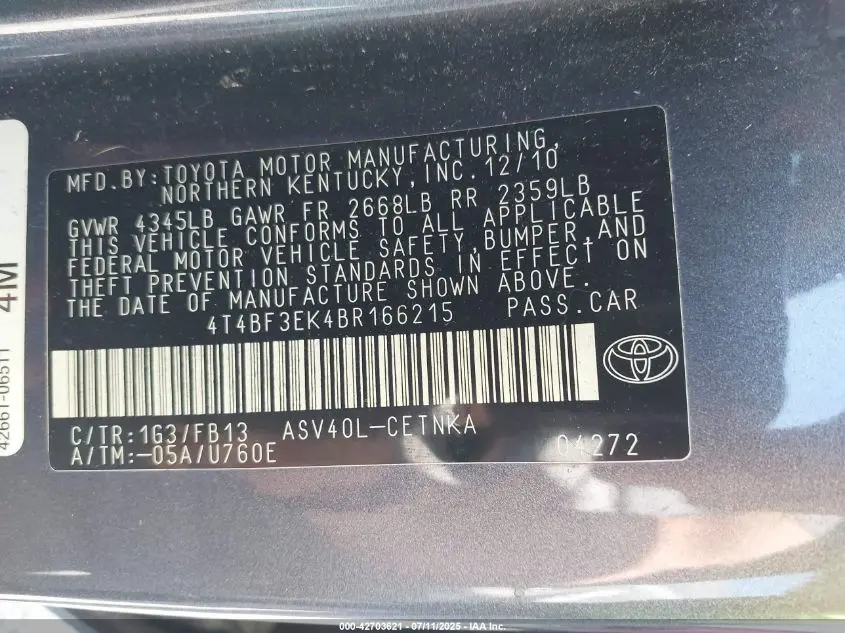 MFD.BY:TOYOTA MOTOR MANUFACTURING,
NORTHERN KENTUCKY,INC.12/10
GVWR 4345LB GAWR FR 2668LB RR 2359LB
THIS VEHICLE CONFORMS TO ALL APPLICABLE
FEDERAL MOTOR VEHICLE SAFETY,BUMPER,AND
THEFT PREVENTION STANDARDS IN EFFECT ON
THE DATE OF MANUFACTURE SHOWN ABOVE.
4T4BF3EK4BR166215 PASS.CAR
C/TR:1G3/FB13 ASV40L-CETNKA
A/TM:-05A/U760E 04272
4M
42661-06511
000-42703621 - 07/11/2025 - IAA Inc.